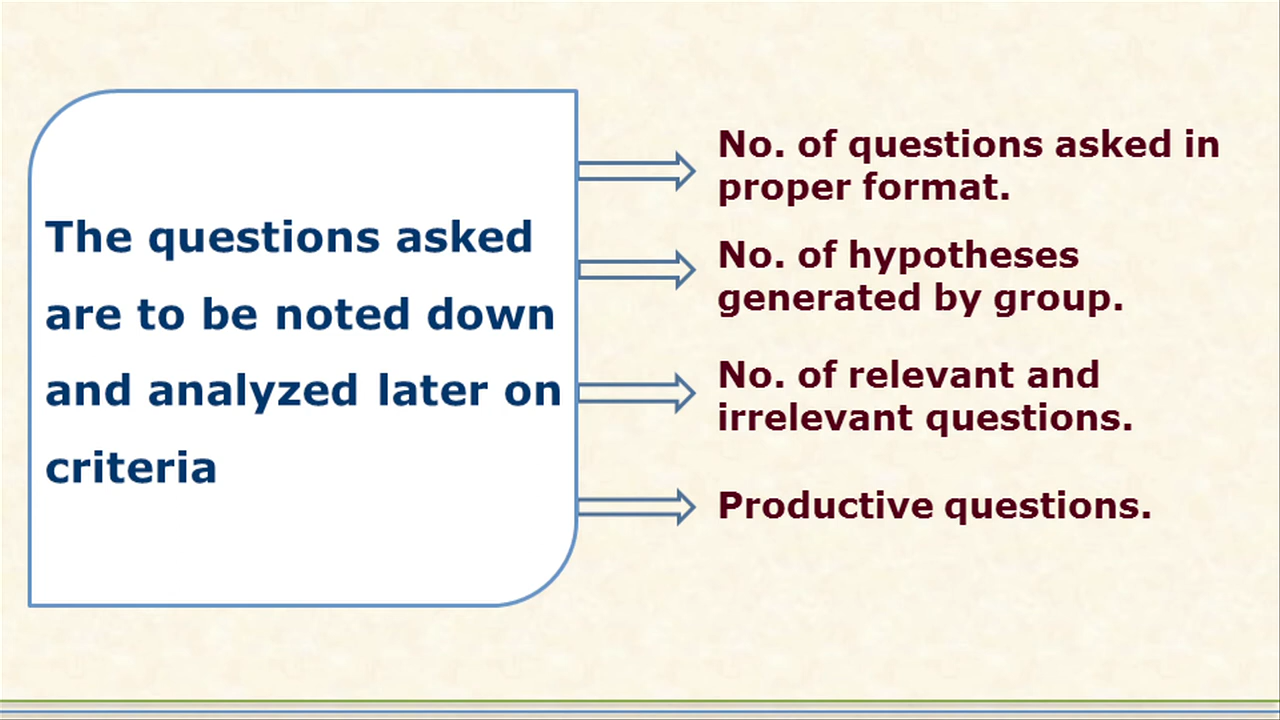 The questions asked
are to be noted down
and analyzed later on
criteria
No. of questions asked in
proper format.
No. of hypotheses
generated by group.
No. of relevant and
irrelevant questions.
Productive questions.